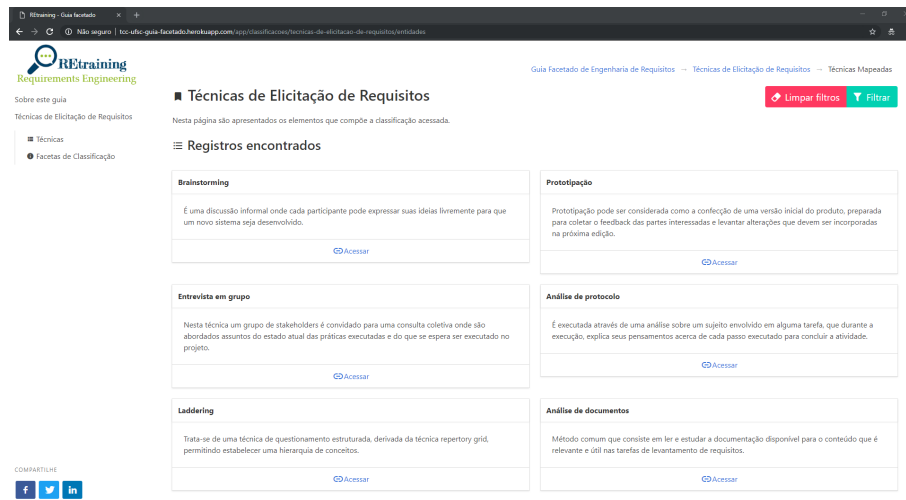 REtraining - Guia facetado
Não seguro | tcc-ufsc-guia-facetado.herokuapp.com/app/classificacoes/tecnicas-de-elicitacao-de-requisitos/entidades
REtraining
Requirements Engineering
Guia Facetado de Engenharia de Requisitos → Técnicas de Elicitação de Requisitos → Técnicas Mapeadas
Sobre este guia
Técnicas de Elicitação de Requisitos
Técnicas
Facetas de Classificação
Técnicas de Elicitação de Requisitos
Limpar filtros
Filtrar
Nesta página são apresentados os elementos que compõe a classificação acessada.
Registros encontrados
Brainstorming
É uma discussão informal onde cada participante pode expressar suas ideias livremente para que
um novo sistema seja desenvolvido.
Acessar
Prototipação
Prototipação pode ser considerada como a confecção de uma versão inicial do produto, preparada
para coletar o feedback das partes interessadas e levantar alterações que devem ser incorporadas
na próxima edição.
Acessar
Entrevista em grupo
Nesta técnica um grupo de stakeholders é convidado para uma consulta coletiva onde são
abordados assuntos do estado atual das práticas executadas e do que se espera ser executado no
projeto.
Acessar
Análise de protocolo
É executada através de uma análise sobre um sujeito envolvido em alguma tarefa, que durante a
execução, explica seus pensamentos acerca de cada passo executado para concluir a atividade.
Acessar
Laddering
Trata-se de uma técnica de questionamento estruturada, derivada da técnica repertory grid,
permitindo estabelecer uma hierarquia de conceitos.
Acessar
Análise de documentos
Método comum que consiste em ler e estudar a documentação disponível para o conteúdo que é
relevante e útil nas tarefas de levantamento de requisitos.
Acessar
COMPARTILHE